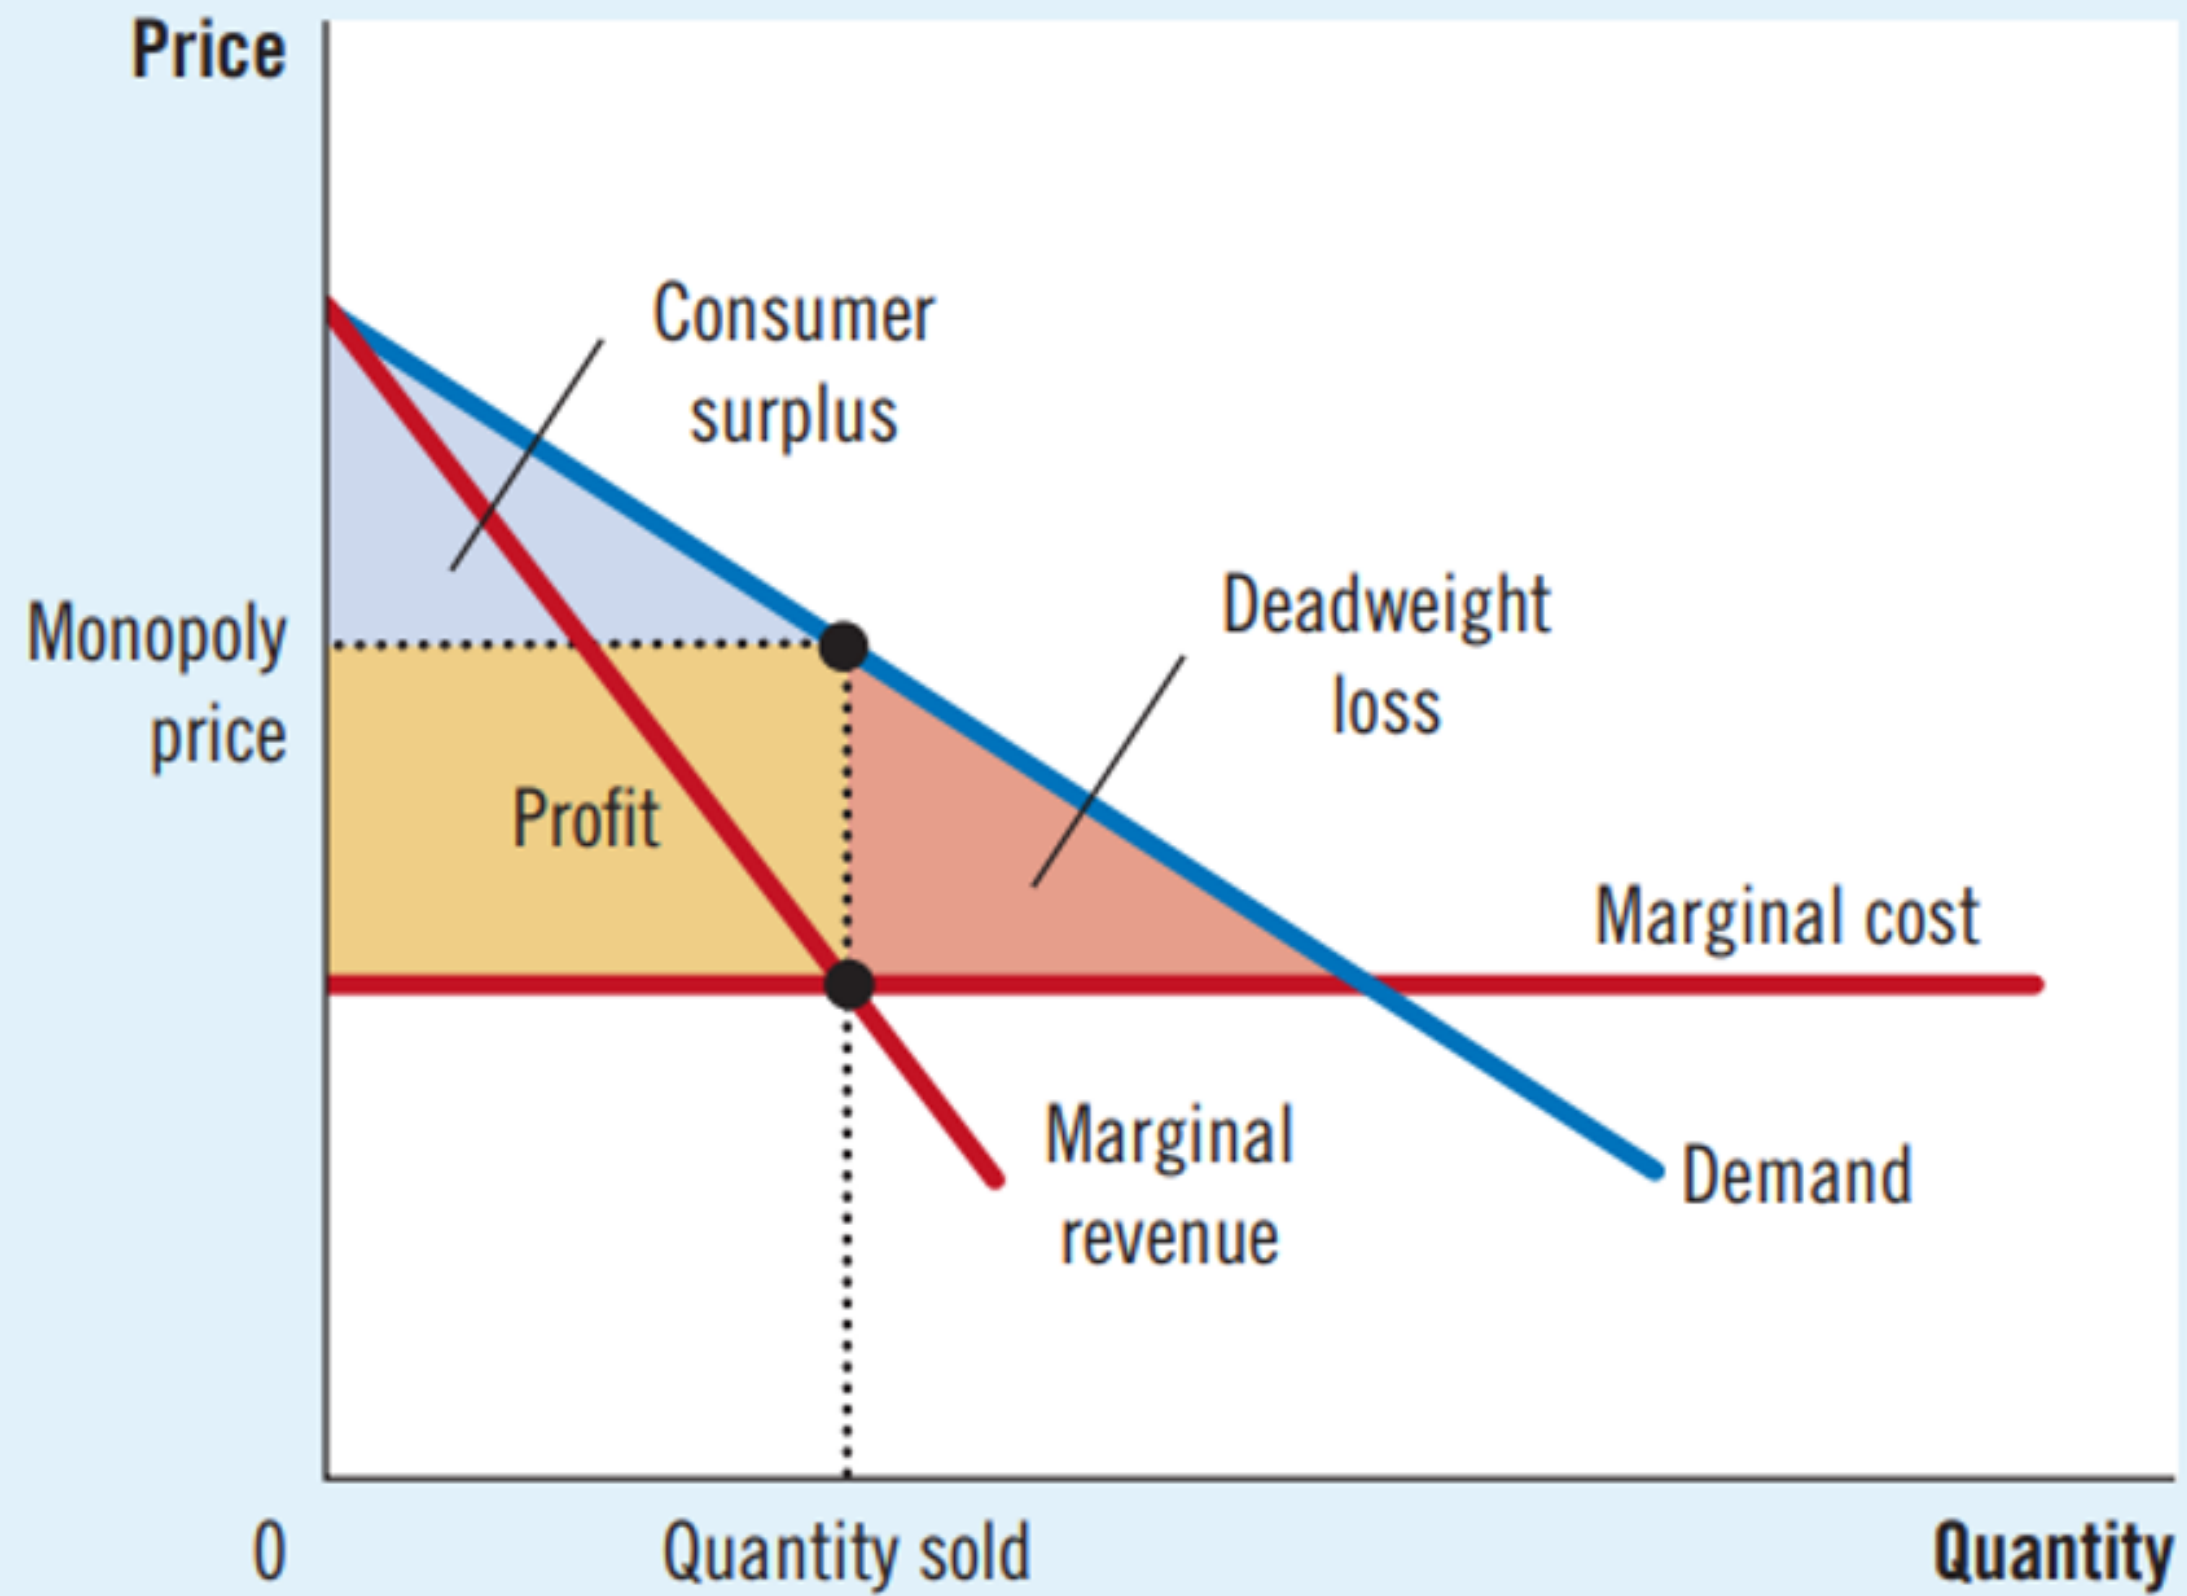 Price
Consumer
surplus
Monopoly
price
Deadweight
loss
Profit
Marginal cost
Marginal
revenue
Demand
0
Quantity sold
Quantity